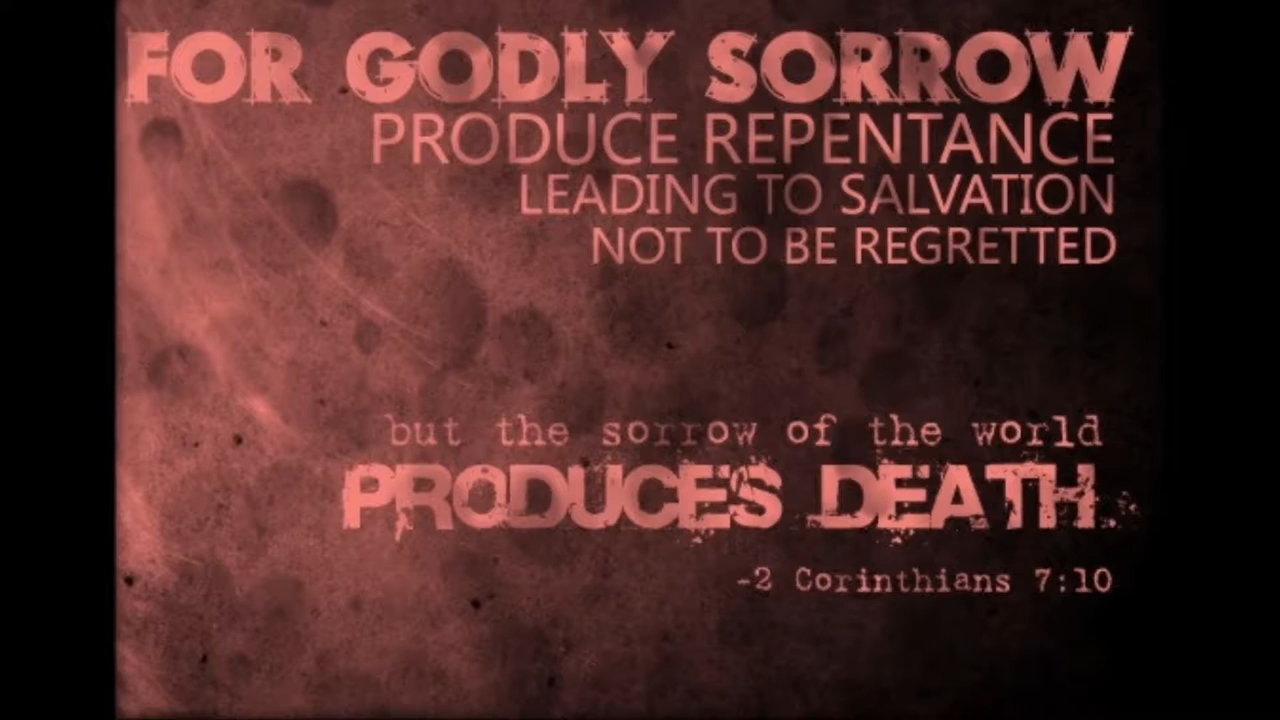 FOR GODLY SORROW
PRODUCE REPENTANCE
LEADING TO SALVATION
NOT TO BE REGRETTED
but the sorrow of the world
PRODUCES DEATH.
-2 Corinthians 7:10